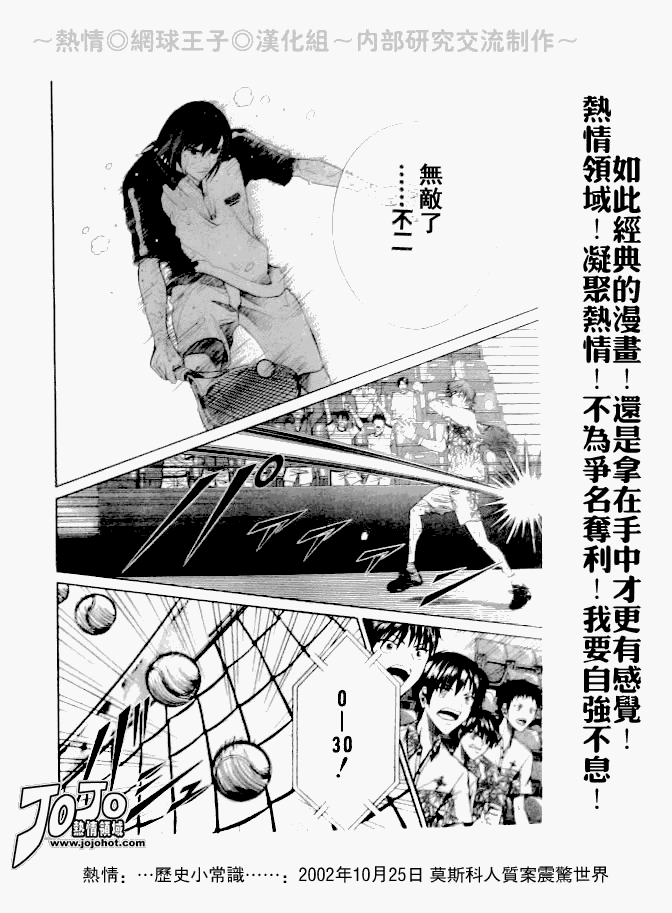 ～熱情◎網球王子◎漢化組～内部研究交流制作～
如此經典的漫畫！還是拿在手中才更有感覺！
熱情領域！凝聚熱情！不為爭名奪利！我要自強不息！
無敵了
……不二
パァ
0—30！
JOJO
熱情領域
www.jojohot.com
熱情：…歷史小常識……：2002年10月25日 莫斯科人質案震驚世界